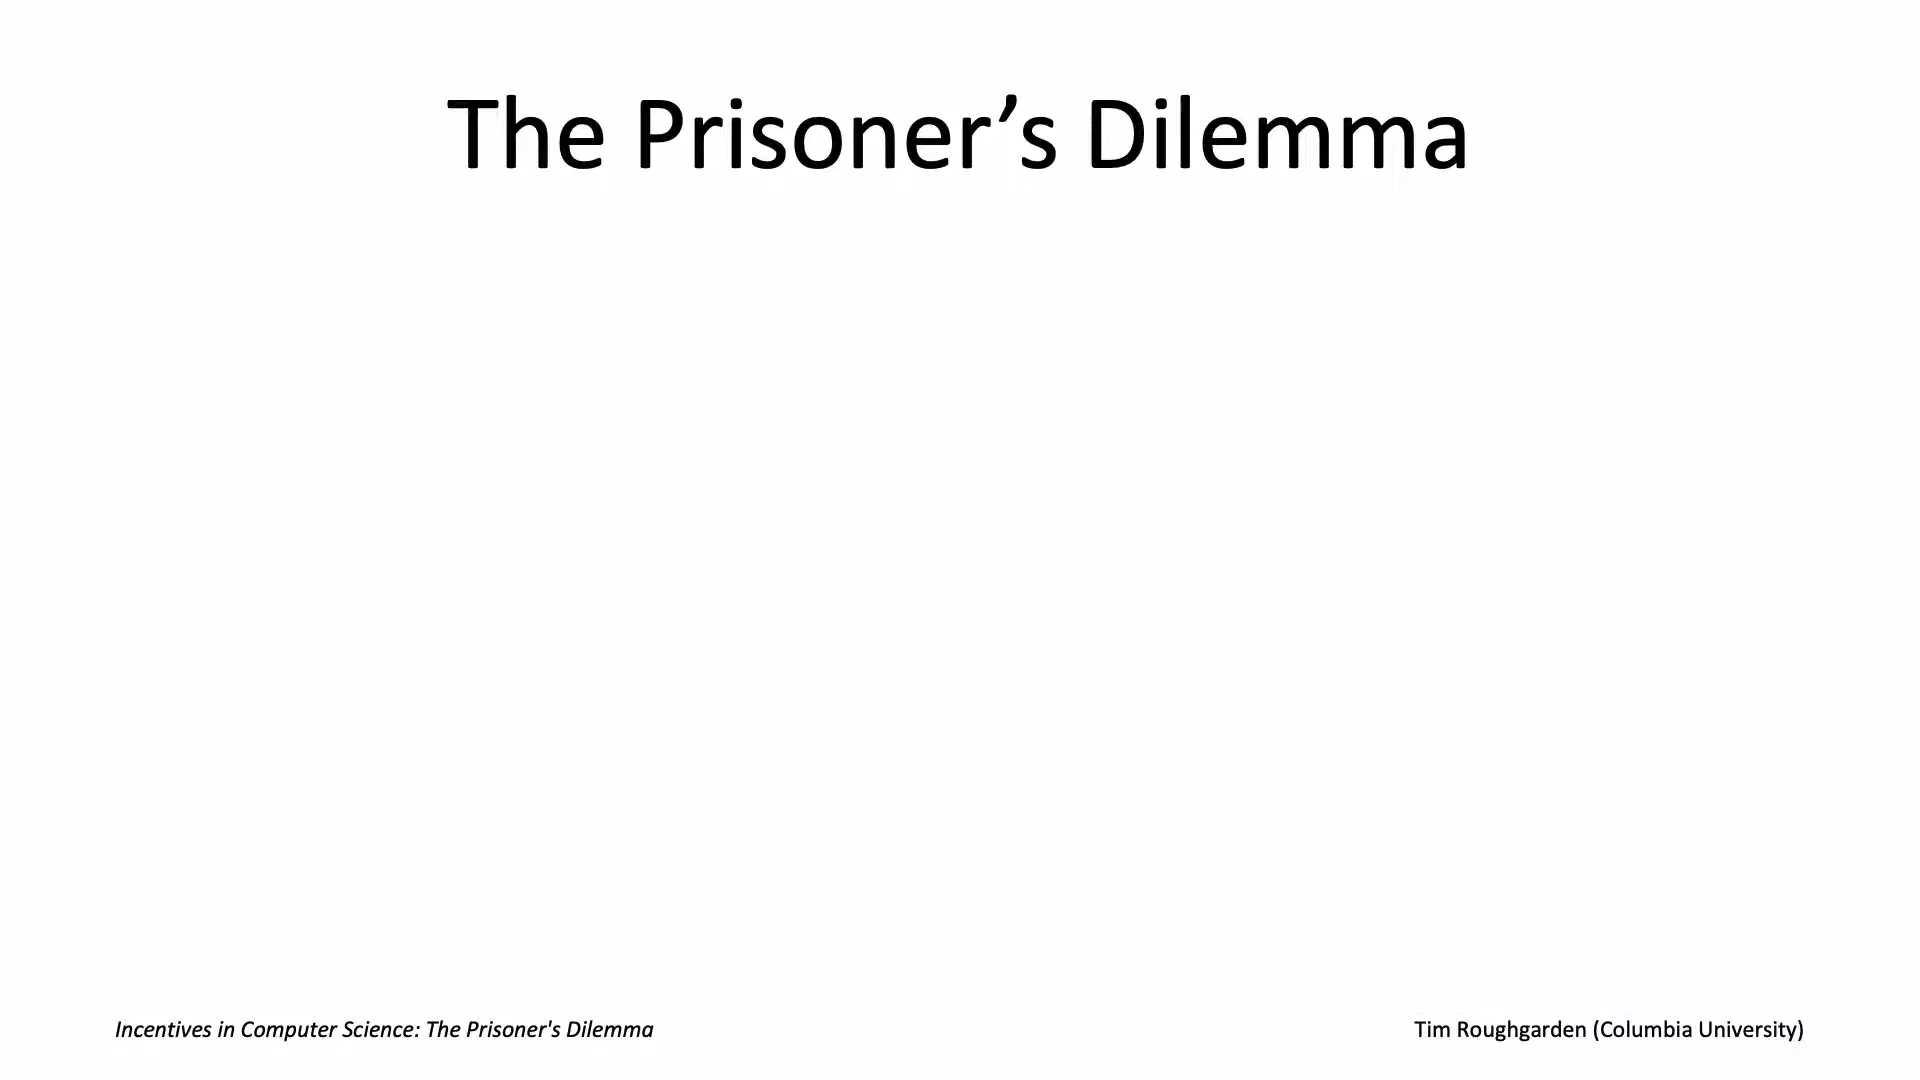 The Prisoner’s Dilemma
Incentives in Computer Science: The Prisoner's Dilemma
Tim Roughgarden (Columbia University)